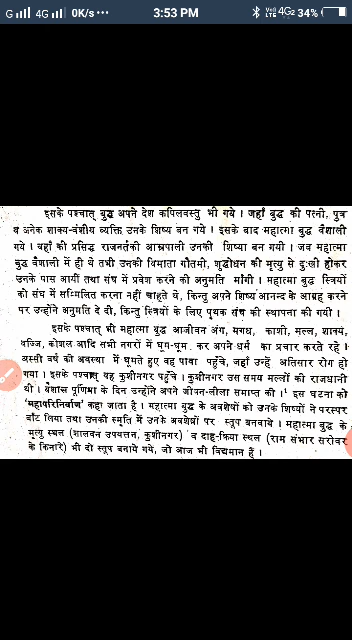 G 4G 0K/s ··· 3:53 PM VoLTE 4G2 34%
इसके पश्चात् बुद्ध अपने देश कपिलवस्तु भी गये । जहाँ बुद्ध की पत्नी, पुत्र
व अनेक शाक्य-वंशीय व्यक्ति उनके शिष्य बन गये । इसके बाद महात्मा बुद्ध वैशाली
गये । वहाँ की प्रसिद्ध राजनर्तकी आम्रपाली उनकी शिष्या बन गयी । जब महात्मा
बुद्ध वैशाली में ही थे तभी उनकी विमाता गौतमी, शुद्धोधन की मृत्यु से दुःखी होकर
उनके पास आयीं तथा संघ में प्रवेश करने की अनुमति मांगी । महात्मा बुद्ध स्त्रियों
को संघ में सम्मिलित करना नहीं चाहते थे, किन्तु अपने शिष्य आनन्द के आग्रह करने
पर उन्होंने अनुमति दे दी, किन्तु स्त्रियों के लिए पृथक संघ की स्थापना की गयी ।
इसके पश्चात् भी महात्मा बुद्ध आजीवन अंग, मगध, काशी, मल्ल, शाक्य,
वज्जि, कोशल आदि सभी नगरों में घूम-घूम कर अपने धर्म का प्रचार करते रहे ।
अस्सी वर्ष की अवस्था में घूमते हुए वह पावा पहुँचे, जहां उन्हें अतिसार रोग हो
गया । इसके पश्चात् वह कुशीनगर पहुँचे । कुशीनगर उस समय मल्लों की राजधानी
थी । वैशाख पूर्णिमा के दिन उन्होंने अपने जीवन-लीला समाप्त की ।¹ इस घटना को
'महापरिनिर्वाण' कहा जाता है । महात्मा बुद्ध के अवशेषों को उनके शिष्यों ने परस्पर
बाँट लिया तथा उनकी स्मृति में उनके अवशेषों पर स्तूप बनवाये । महात्मा बुद्ध के
मृत्यु स्थल (शालवन उपवत्तन, कुशीनगर) व दाह-क्रिया स्थल (राम संभार सरोवर
के किनारे) भी दो स्तूप बनाये गये, जो आज भी विद्यमान हैं ।